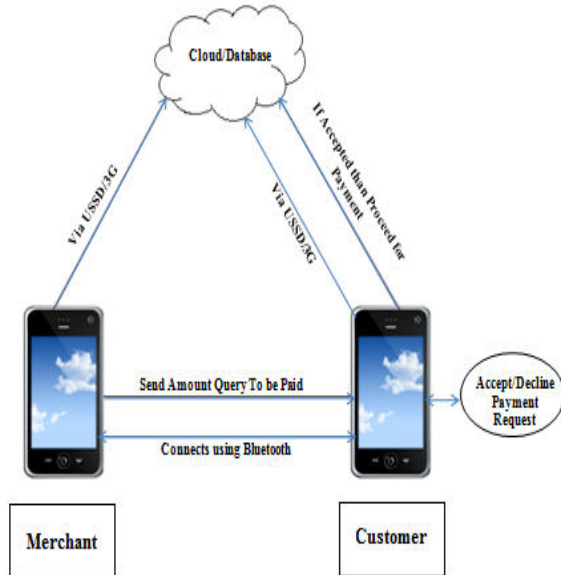 Cloud/Database
Via USSD/3G
Via USSD/3G
If Accepted than Proceed for
Payment
Send Amount Query To be Paid
Connects using Bluetooth
Accept/Decline
Payment
Request
Merchant
Customer